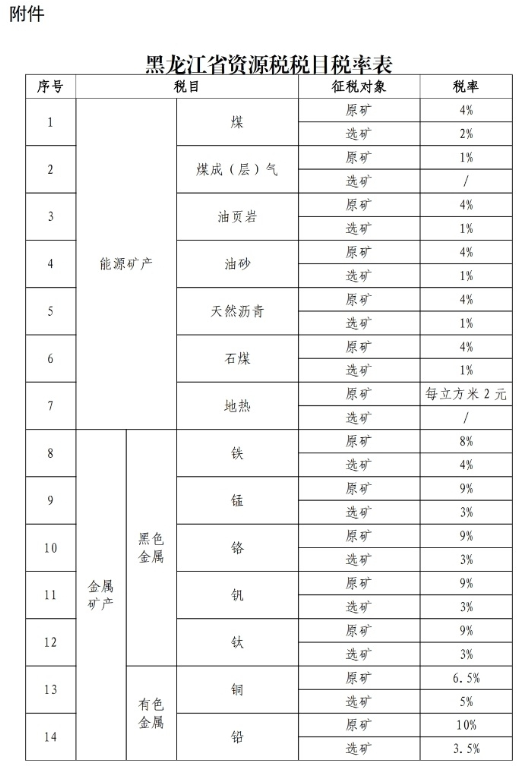 附件
黑龙江省资源税税目税率表
序号 税目 征税对象 税率
1 能源矿产 煤 原矿 4%
选矿 2%
2 煤成（层）气 原矿 1%
选矿 /
3 油页岩 原矿 4%
选矿 1%
4 油砂 原矿 4%
选矿 1%
5 天然沥青 原矿 4%
选矿 1%
6 石煤 原矿 4%
选矿 1%
7 地热 原矿 每立方米 2 元
选矿 /
8 金属矿产 黑色金属 铁 原矿 8%
选矿 4%
9 锰 原矿 9%
选矿 3%
10 铬 原矿 9%
选矿 3%
11 钒 原矿 9%
选矿 3%
12 钛 原矿 9%
选矿 3%
13 有色金属 铜 原矿 6.5%
选矿 5%
14 铅 原矿 10%
选矿 3.5%